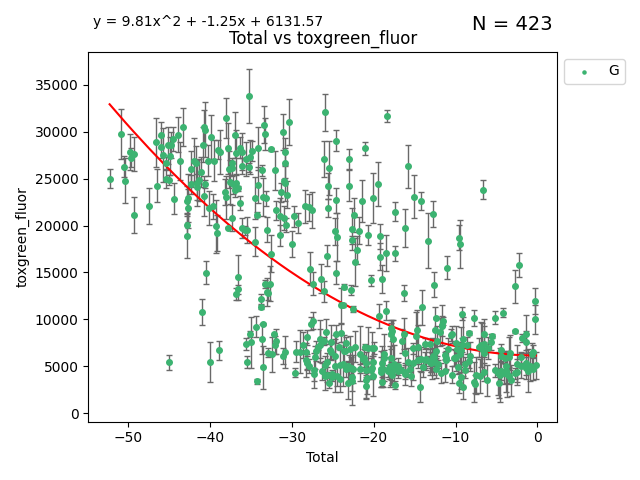 y = 9.81x^2 + -1.25x + 6131.57
N = 423
Total vs toxgreen_fluor
G
35000
30000
25000
20000
15000
10000
5000
0
toxgreen_fluor
−50
−40
−30
−20
−10
0
Total